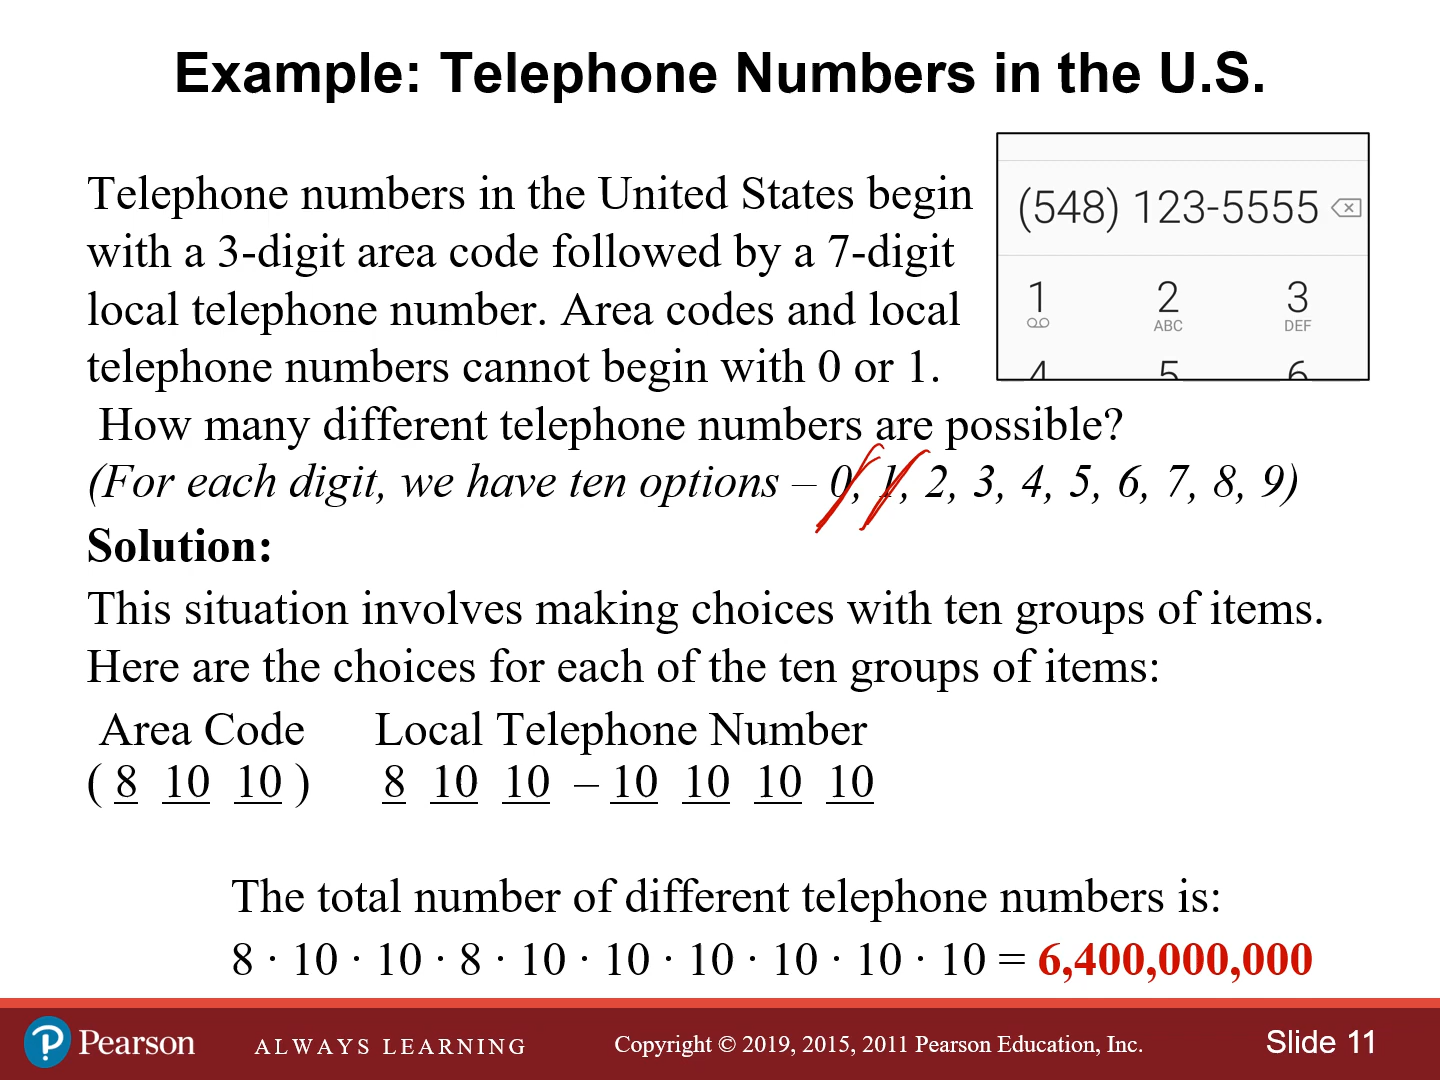 Example: Telephone Numbers in the U.S.
Telephone numbers in the United States begin
with a 3-digit area code followed by a 7-digit
local telephone number. Area codes and local
telephone numbers cannot begin with 0 or 1.
(548) 123-5555
1 2 3
ABC DEF
4 5 6
How many different telephone numbers are possible?
(For each digit, we have ten options – 0, 1, 2, 3, 4, 5, 6, 7, 8, 9)
Solution:
This situation involves making choices with ten groups of items.
Here are the choices for each of the ten groups of items:
Area Code Local Telephone Number
( 8 10 10 ) 8 10 10 – 10 10 10 10
The total number of different telephone numbers is:
8 · 10 · 10 · 8 · 10 · 10 · 10 · 10 · 10 · 10 = 6,400,000,000
Pearson ALWAYS LEARNING Copyright © 2019, 2015, 2011 Pearson Education, Inc. Slide 11